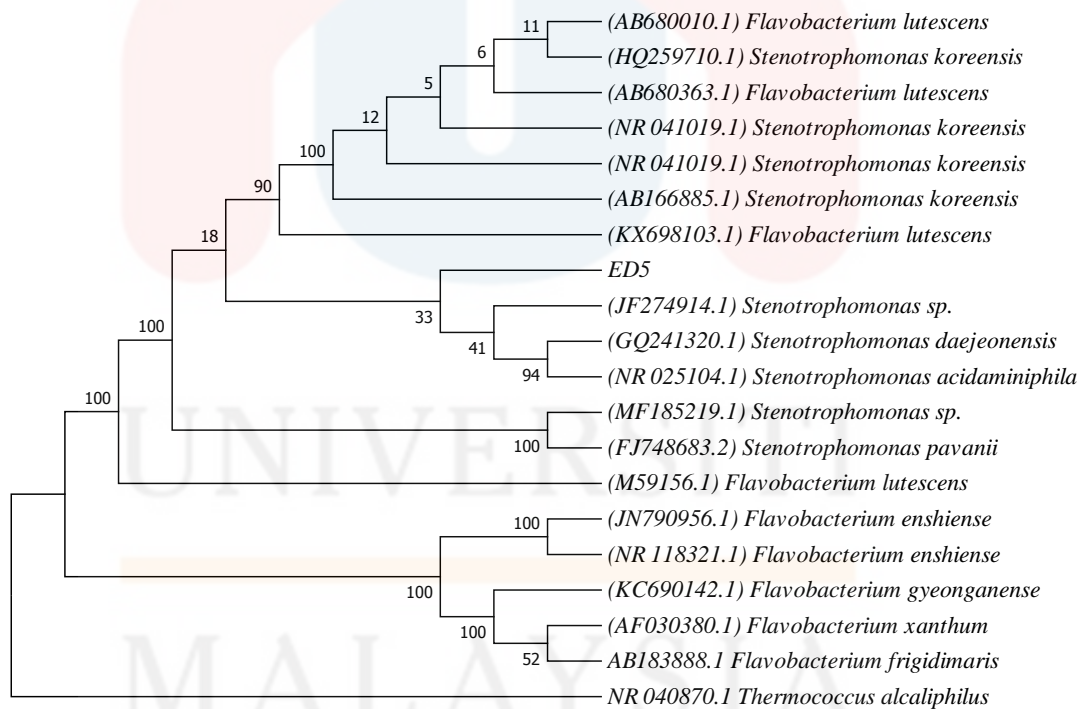 (AB680010.1) Flavobacterium lutescens
11
(HQ259710.1) Stenotrophomonas koreensis
6
(AB680363.1) Flavobacterium lutescens
5
(NR 041019.1) Stenotrophomonas koreensis
12
(NR 041019.1) Stenotrophomonas koreensis
100
(AB166885.1) Stenotrophomonas koreensis
90
(KX698103.1) Flavobacterium lutescens
18
ED5
(JF274914.1) Stenotrophomonas sp.
33
100
(GQ241320.1) Stenotrophomonas daejeonensis
41
(NR 025104.1) Stenotrophomonas acidaminiphila
94
100
(MF185219.1) Stenotrophomonas sp.
(FJ748683.2) Stenotrophomonas pavanii
100
UNIVERSITI
(M59156.1) Flavobacterium lutescens
(JN790956.1) Flavobacterium enshiense
100
(NR 118321.1) Flavobacterium enshiense
(KC690142.1) Flavobacterium gyeonganense
100
(AF030380.1) Flavobacterium xanthum
100
AB183888.1 Flavobacterium frigidimaris
52
MALAYSIA
NR 040870.1 Thermococcus alcaliphilus